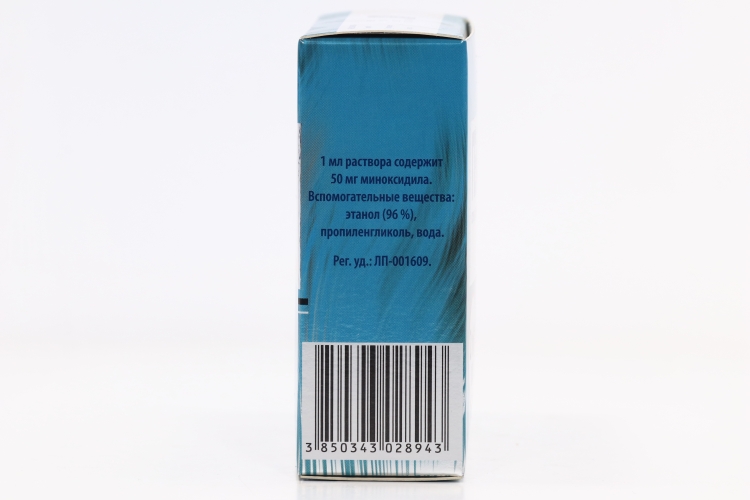 1 мл раствора содержит
50 мг миноксидила.
Вспомогательные вещества:
этанол (96 %),
пропиленгликоль, вода.
Рег. уд.: ЛП-001609.
3 850343 028943